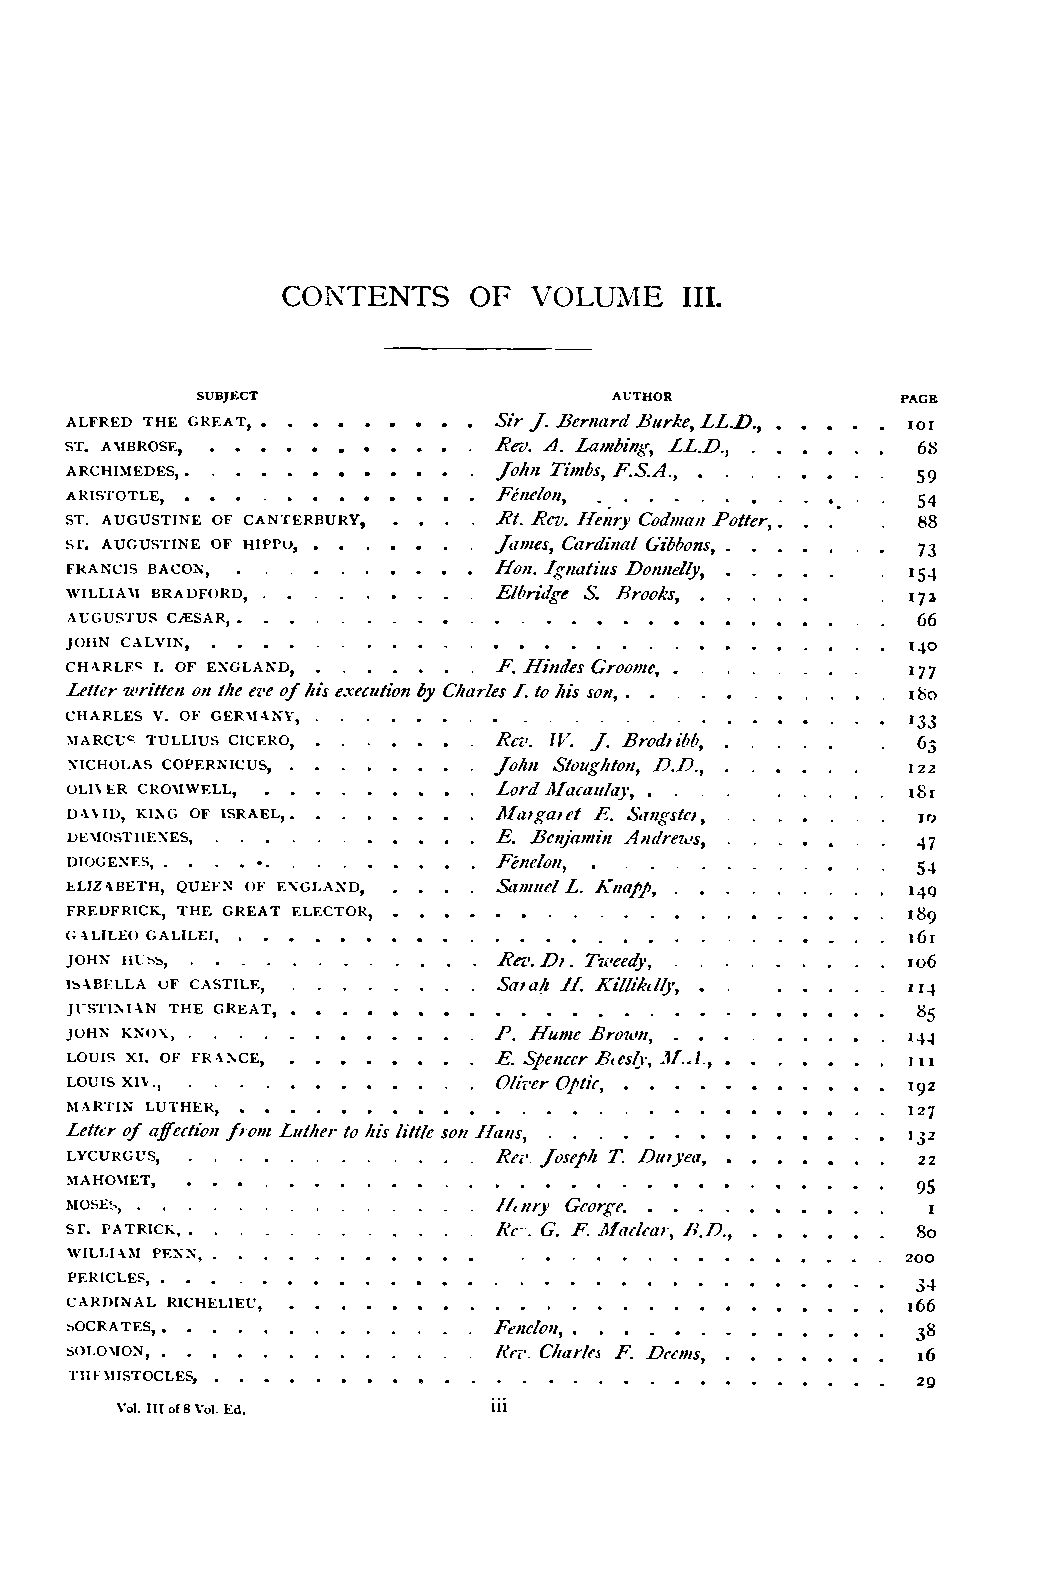 CONTENTS OF VOLUME III.
SUBJECT AUTHOR PAGE
ALFRED THE GREAT, . . . . . . . . . Sir J. Bernard Burke, LL.D., . . . . . 101
ST. AMBROSE, . . . . . . . . . . . Rev. A. Lambing, LL.D., . . . . . . 68
ARCHIMEDES, . . . . . . . . . . . . John Timbs, F.S.A., . . . . . . . . 59
ARISTOTLE, . . . . . . . . . . . . Fénelon, . . . . . . . . . . . 54
ST. AUGUSTINE OF CANTERBURY, . . . . Rt. Rev. Henry Codman Potter, . . . . 88
ST. AUGUSTINE OF HIPPO, . . . . . . . James, Cardinal Gibbons, . . . . . . . 73
FRANCIS BACON, . . . . . . . . . . Hon. Ignatius Donnelly, . . . . . . 154
WILLIAM BRADFORD, . . . . . . . . . Elbridge S. Brooks, . . . . . . 172
AUGUSTUS CÆSAR, . . . . . . . . . . . . . . . . . . . . . . . . . . 66
JOHN CALVIN, . . . . . . . . . . . . . . . . . . . . . . . . . . . 140
CHARLES I. OF ENGLAND, . . . . . . . F. Hindes Groome, . . . . . . . . 177
Letter written on the eve of his execution by Charles I. to his son, . . . . . . . . . . . 180
CHARLES V. OF GERMANY, . . . . . . . . . . . . . . . . . . . . . . . 133
MARCUS TULLIUS CICERO, . . . . . . . Rev. W. J. Brodribb, . . . . . . 63
NICHOLAS COPERNICUS, . . . . . . . . John Stoughton, D.D., . . . . . . 122
OLIVER CROMWELL, . . . . . . . . . Lord Macaulay, . . . . . . . . 181
DAVID, KING OF ISRAEL, . . . . . . . . Margaret E. Sangster, . . . . . . . 10
DEMOSTHENES, . . . . . . . . . . . E. Benjamin Andrews, . . . . . . . 47
DIOGENES, . . . . . . . . . . . . . Fénelon, . . . . . . . . . . . 54
ELIZABETH, QUEEN OF ENGLAND, . . . . Samuel L. Knapp, . . . . . . . . . 149
FREDFRICK, THE GREAT ELECTOR, . . . . . . . . . . . . . . . . . . . . 189
GALILEO GALILEI, . . . . . . . . . . . . . . . . . . . . . . . . . . 161
JOHN HUSS, . . . . . . . . . . . . Rev. Dr. Tweedy, . . . . . . . . . 106
ISABELLA OF CASTILE, . . . . . . . . Sarah H. Killikelly, . . . . . . . 114
JUSTINIAN THE GREAT, . . . . . . . . . . . . . . . . . . . . . . . . 85
JOHN KNOX, . . . . . . . . . . . . P. Hume Brown, . . . . . . . . . 144
LOUIS XI. OF FRANCE, . . . . . . . . E. Spencer Beesly, M.A., . . . . . . . 111
LOUIS XIV., . . . . . . . . . . . . Oliver Optic, . . . . . . . . . . . 192
MARTIN LUTHER, . . . . . . . . . . . . . . . . . . . . . . . . . . 127
Letter of affection from Luther to his little son Hans, . . . . . . . . . . . . . . 132
LYCURGUS, . . . . . . . . . . . . Rev. Joseph T. Duryea, . . . . . . . 22
MAHOMET, . . . . . . . . . . . . . . . . . . . . . . . . . . . . 95
MOSES, . . . . . . . . . . . . . . Henry George. . . . . . . . . . . 1
ST. PATRICK, . . . . . . . . . . . . Rev. G. F. Maclear, B.D., . . . . . . 80
WILLIAM PENN, . . . . . . . . . . . . . . . . . . . . . . . . . . 200
PERICLES, . . . . . . . . . . . . . . . . . . . . . . . . . . . . . 34
CARDINAL RICHELIEU, . . . . . . . . . . . . . . . . . . . . . . . . 166
SOCRATES, . . . . . . . . . . . . . Fenelon, . . . . . . . . . . . . . 38
SOLOMON, . . . . . . . . . . . . . Rev. Charles F. Deems, . . . . . . . 16
THEMISTOCLES, . . . . . . . . . . . . . . . . . . . . . . . . . . . 29
Vol. III of 8 Vol. Ed. iii